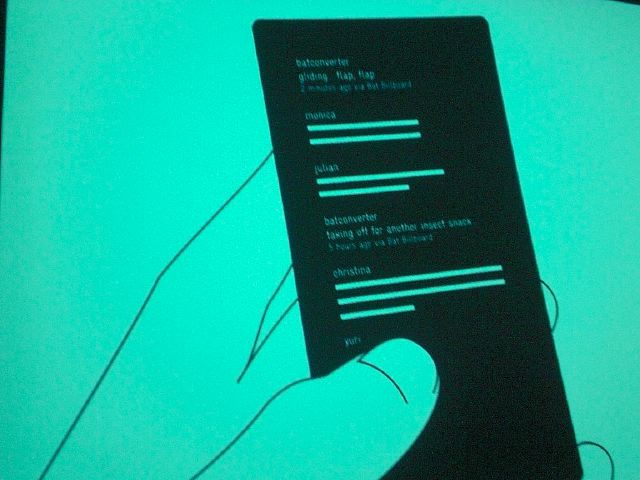 batconverter
gliding.. flap, flap
2 minutes ago via Bat Billboard
monica
julian
batconverter
taking off for another insect snack
5 hours ago via Bat Billboard
christina
yuri